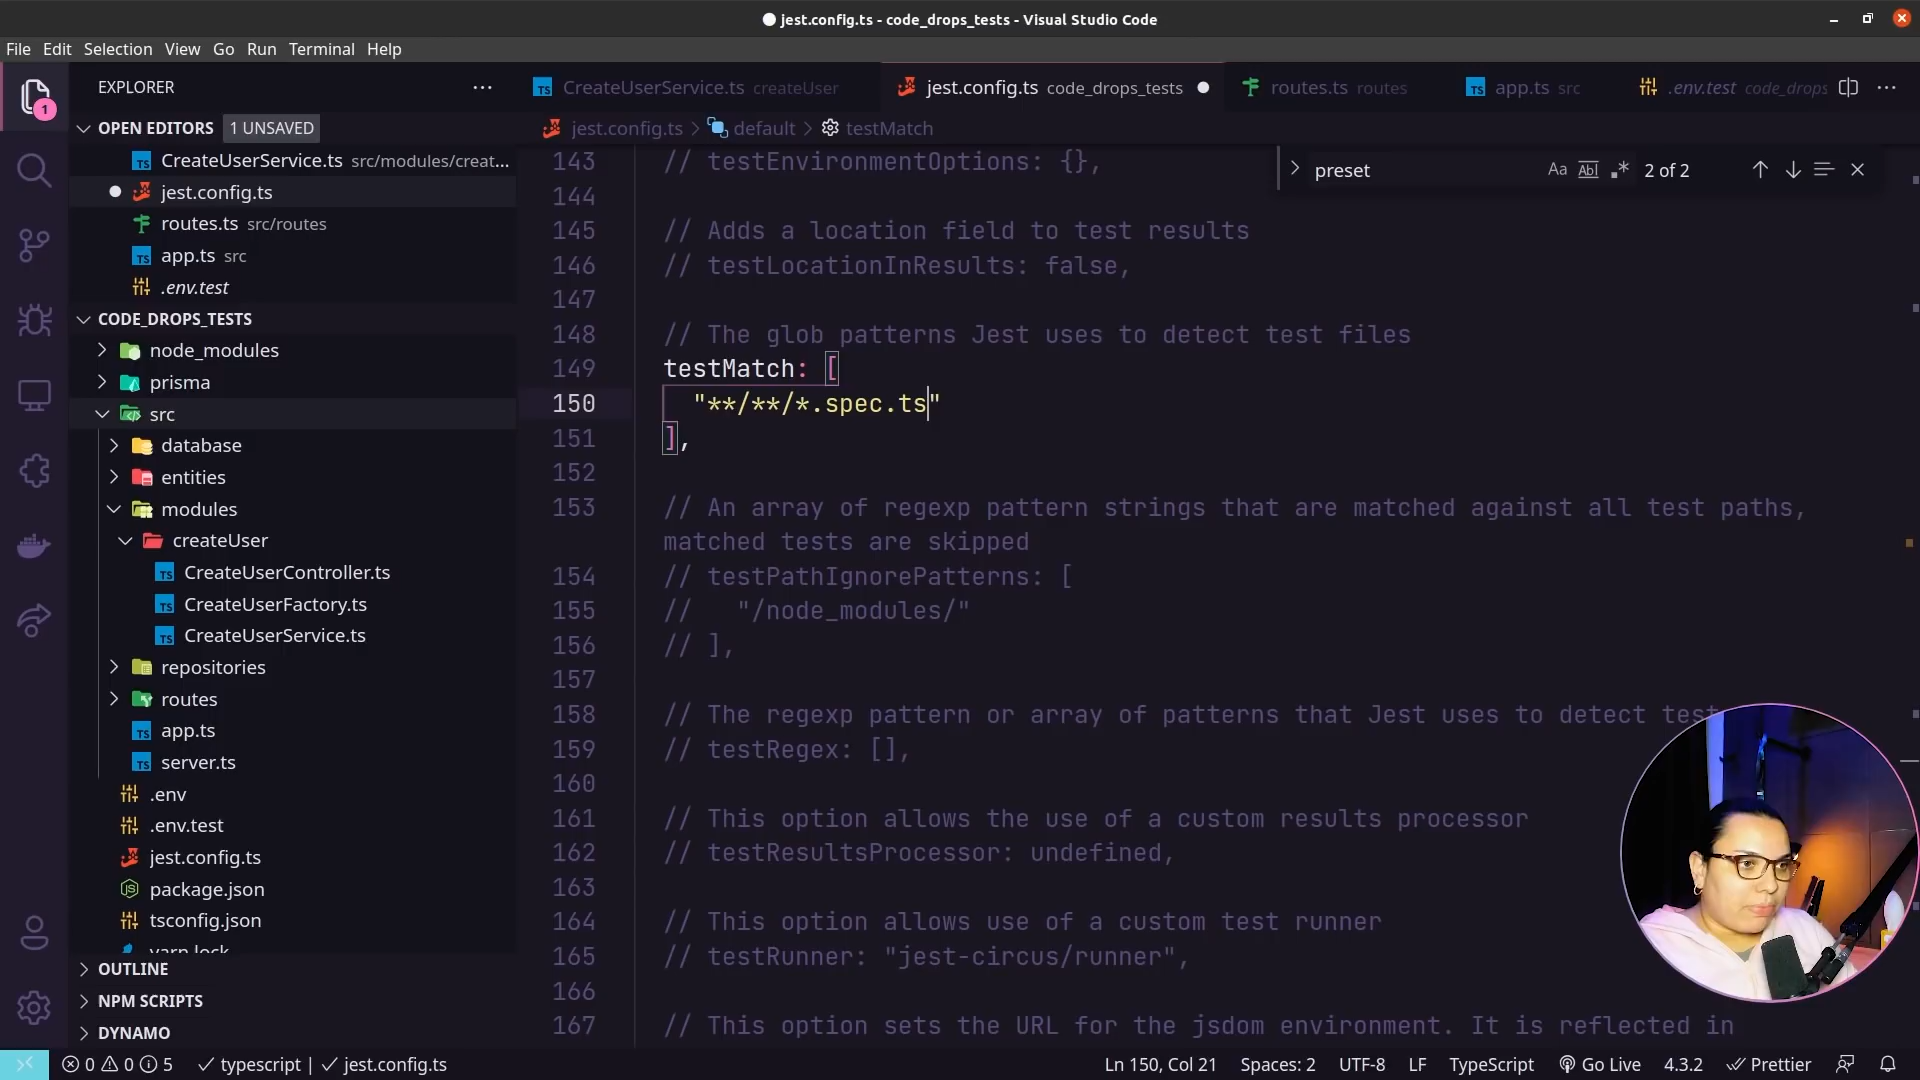 jest.config.ts - code_drops_tests - Visual Studio Code
File Edit Selection View Go Run Terminal Help
EXPLORER
1
OPEN EDITORS 1 UNSAVED
CreateUserService.ts src/modules/creat...
jest.config.ts
routes.ts src/routes
app.ts src
.env.test
CODE_DROPS_TESTS
node_modules
prisma
src
database
entities
modules
createUser
CreateUserController.ts
CreateUserFactory.ts
CreateUserService.ts
repositories
routes
app.ts
server.ts
.env
.env.test
jest.config.ts
package.json
tsconfig.json
yarn.lock
OUTLINE
NPM SCRIPTS
DYNAMO
CreateUserService.ts createUser jest.config.ts code_drops_tests routes.ts routes app.ts src .env.test code_drops
jest.config.ts > default > testMatch
preset Aa Abl .* 2 of 2
143 // testEnvironmentOptions: {},
144
145 // Adds a location field to test results
146 // testLocationInResults: false,
147
148 // The glob patterns Jest uses to detect test files
149 testMatch: [
150 "**/**/*.spec.ts"
151 ],
152
153 // An array of regexp pattern strings that are matched against all test paths,
matched tests are skipped
154 // testPathIgnorePatterns: [
155 //   "/node_modules/"
156 // ],
157
158 // The regexp pattern or array of patterns that Jest uses to detect test
159 // testRegex: [],
160
161 // This option allows the use of a custom results processor
162 // testResultsProcessor: undefined,
163
164 // This option allows use of a custom test runner
165 // testRunner: "jest-circus/runner",
166
167 // This option sets the URL for the jsdom environment. It is reflected in
0 0 5 typescript | jest.config.ts Ln 150, Col 21 Spaces: 2 UTF-8 LF TypeScript Go Live 4.3.2 Prettier